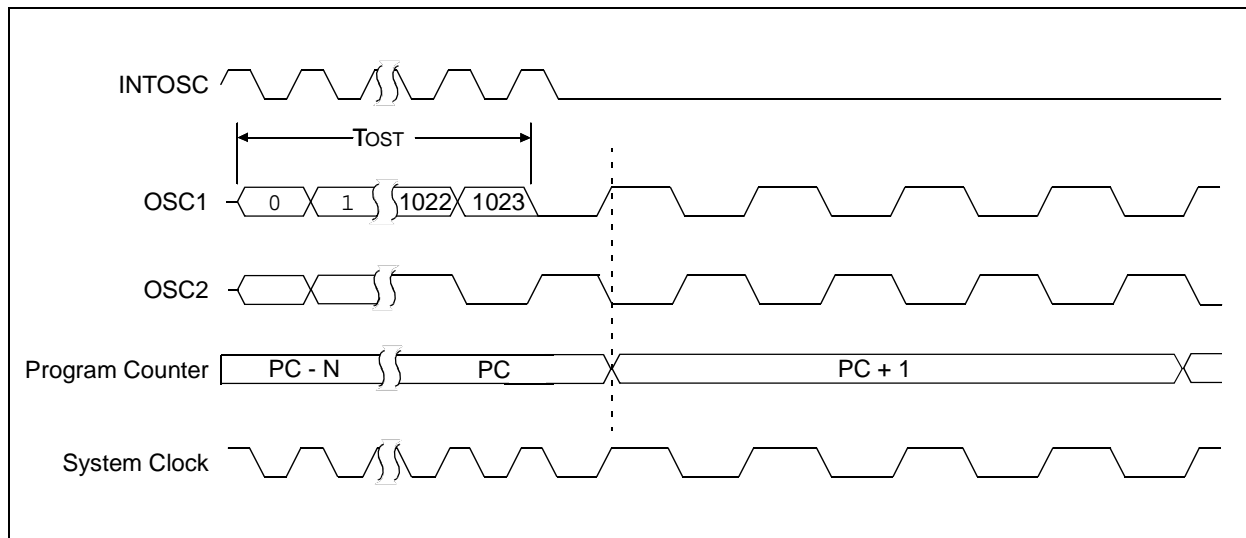 INTOSC
TOST
OSC1
0 1 1022 1023
OSC2
Program Counter
PC - N PC PC + 1
System Clock